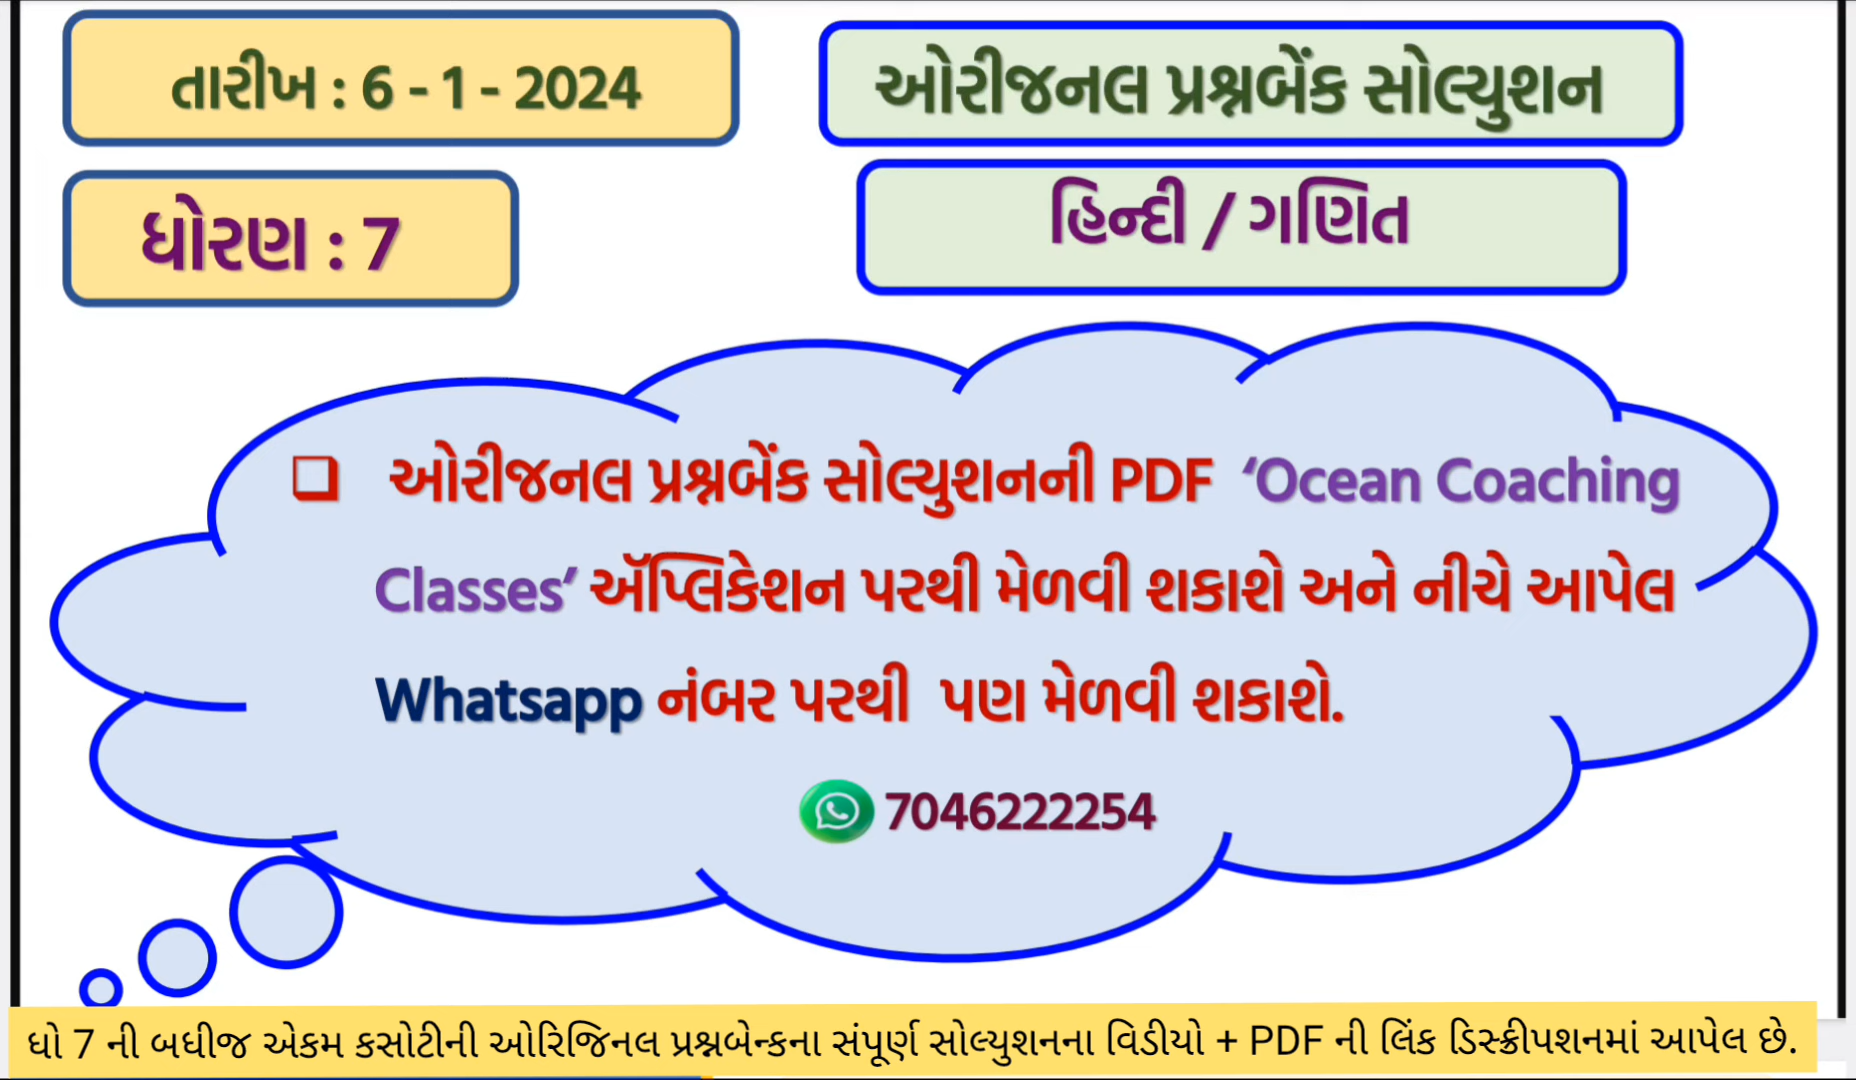 તારીખ : 6 - 1 - 2024
ઓરીજનલ પ્રશ્નબેંક સોલ્યુશન
ધોરણ : 7
હિન્દી / ગણિત
❑ ઓરીજનલ પ્રશ્નબેંક સોલ્યુશનની PDF ‘Ocean Coaching
Classes’ ઍપ્લિકેશન પરથી મેળવી શકાશે અને નીચે આપેલ
Whatsapp નંબર પરથી પણ મેળવી શકાશે.
7046222254
ધો 7 ની બધીજ એકમ કસોટીની ઓરિજિનલ પ્રશ્નબેન્કના સંપૂર્ણ સોલ્યુશનના વિડીયો + PDF ની લિંક ડિસ્ક્રીપશનમાં આપેલ છે.